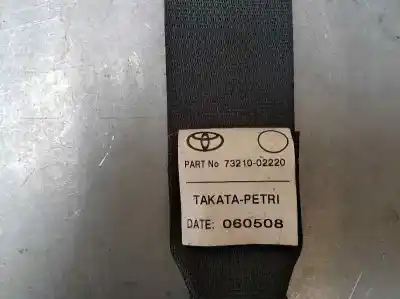 PART No 73210-02220
TAKATA-PETRI
DATE: 060508